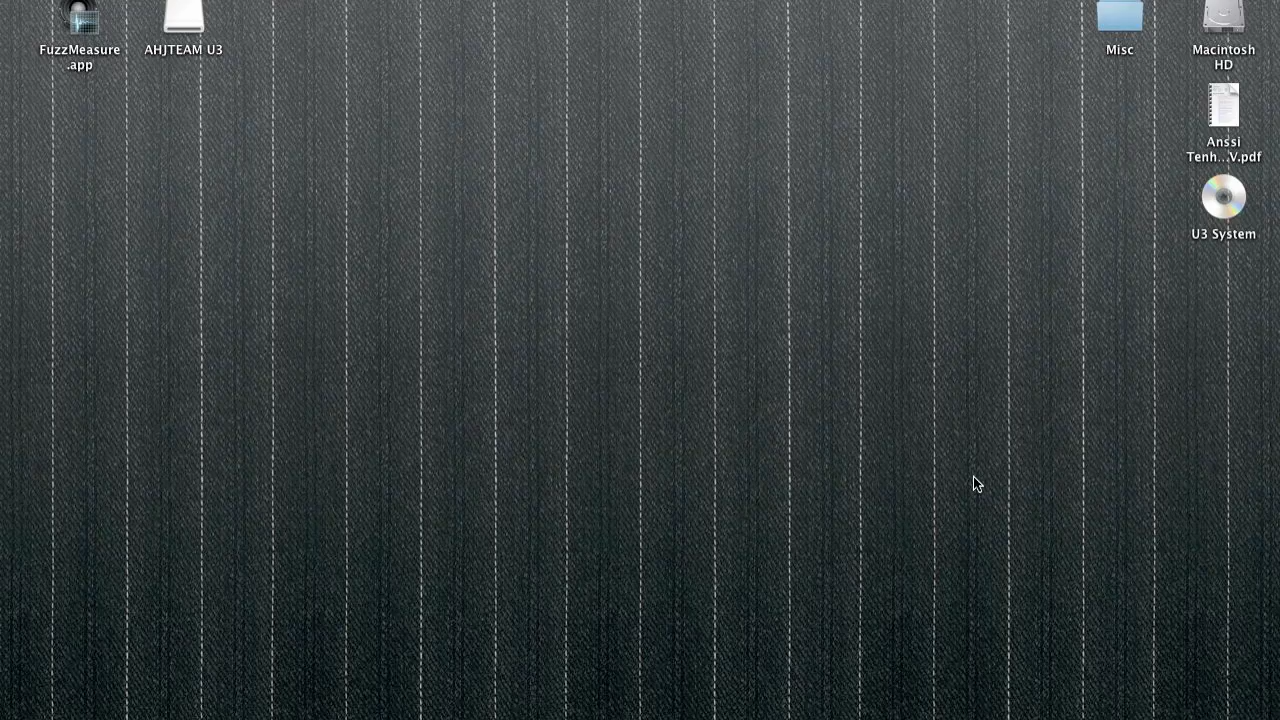 FuzzMeasure
.app
AHJTEAM U3
Misc
Macintosh
HD
Anssi
Tenh...V.pdf
U3 System